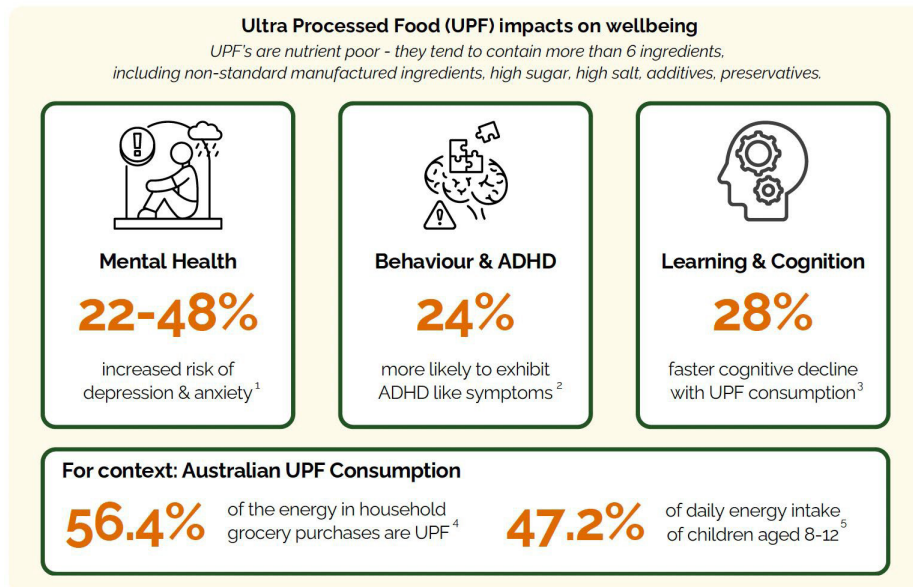 Ultra Processed Food (UPF) impacts on wellbeing
UPF's are nutrient poor - they tend to contain more than 6 ingredients,
including non-standard manufactured ingredients, high sugar, high salt, additives, preservatives.
Mental Health
22-48%
increased risk of
depression & anxiety 1
Behaviour & ADHD
24%
more likely to exhibit
ADHD like symptoms 2
Learning & Cognition
28%
faster cognitive decline
with UPF consumption 3
For context: Australian UPF Consumption
56.4%
of the energy in household
grocery purchases are UPF 4
47.2%
of daily energy intake
of children aged 8-12 5